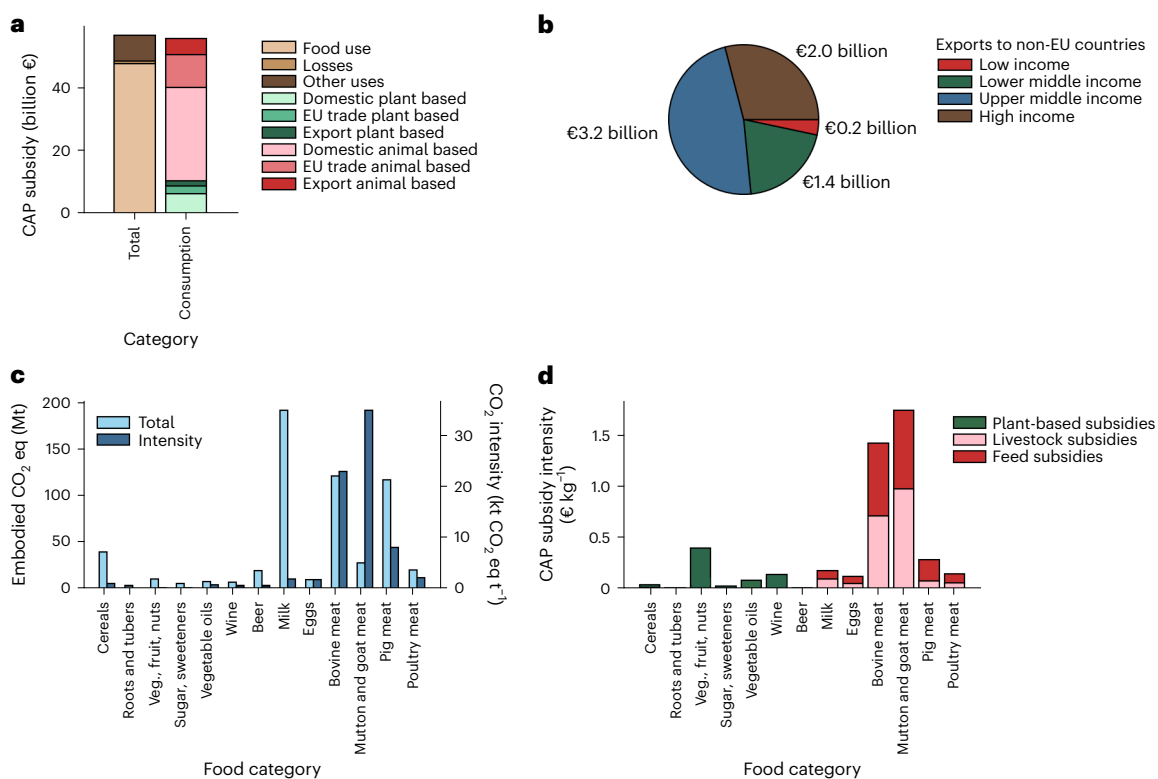 a
CAP subsidy (billion €)
40
20
0
Total
Consumption
Category
Food use
Losses
Other uses
Domestic plant based
EU trade plant based
Export plant based
Domestic animal based
EU trade animal based
Export animal based
b
€2.0 billion
€0.2 billion
€1.4 billion
€3.2 billion
Exports to non-EU countries
Low income
Lower middle income
Upper middle income
High income
c
Embodied CO₂ eq (Mt)
200
150
100
50
0
Total
Intensity
30
20
10
0
CO₂ intensity (kt CO₂ eq t⁻¹)
Cereals
Roots and tubers
Veg., fruit, nuts
Sugar, sweeteners
Vegetable oils
Wine
Beer
Milk
Eggs
Bovine meat
Mutton and goat meat
Pig meat
Poultry meat
Food category
d
CAP subsidy intensity
(€ kg⁻¹)
1.5
1.0
0.5
0
Plant-based subsidies
Livestock subsidies
Feed subsidies
Cereals
Roots and tubers
Veg., fruit, nuts
Sugar, sweeteners
Vegetable oils
Wine
Beer
Milk
Eggs
Bovine meat
Mutton and goat meat
Pig meat
Poultry meat
Food category